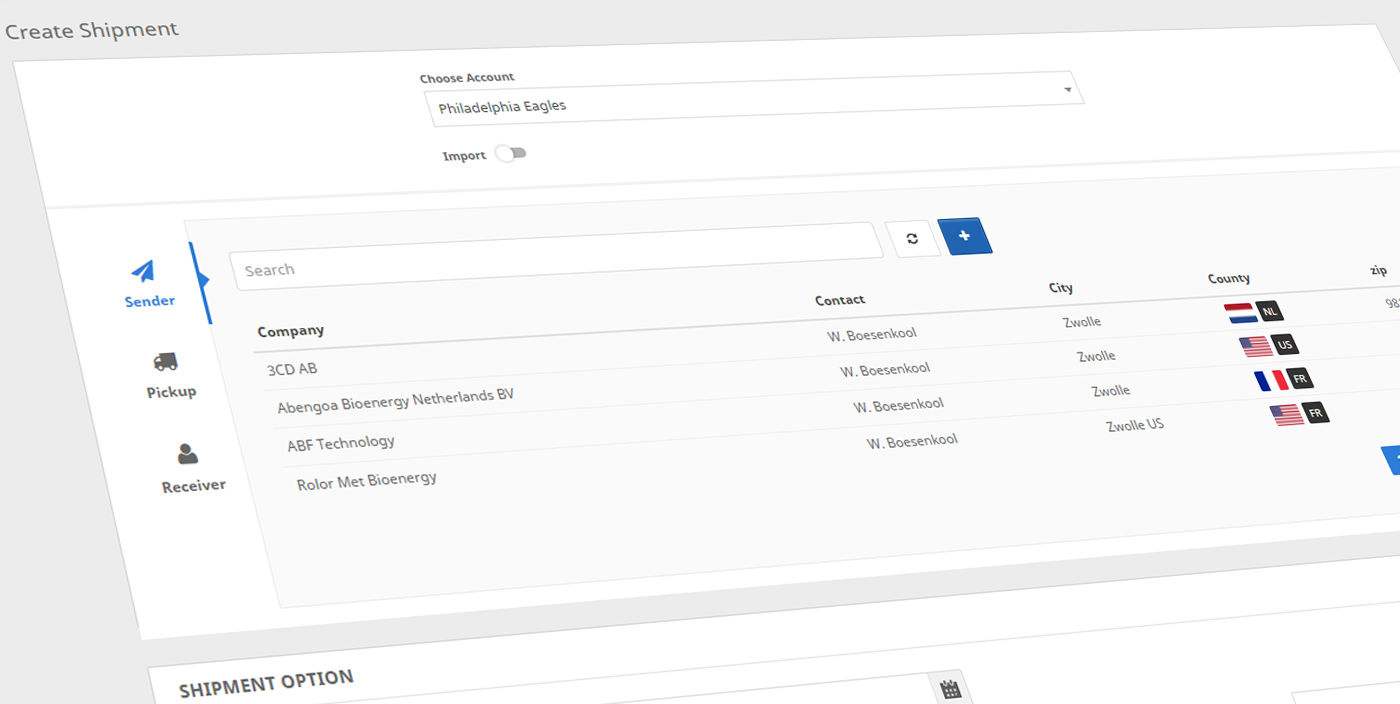 Create Shipment
Choose Account
Philadelphia Eagles
Import
Search
Sender
Pickup
Receiver
Company Contact City County zip
3CD AB W. Boesenkool Zwolle NL 98
Abengoa Bioenergy Netherlands BV W. Boesenkool Zwolle US
ABF Technology W. Boesenkool Zwolle FR
Rolor Met Bioenergy W. Boesenkool Zwolle US FR
SHIPMENT OPTION